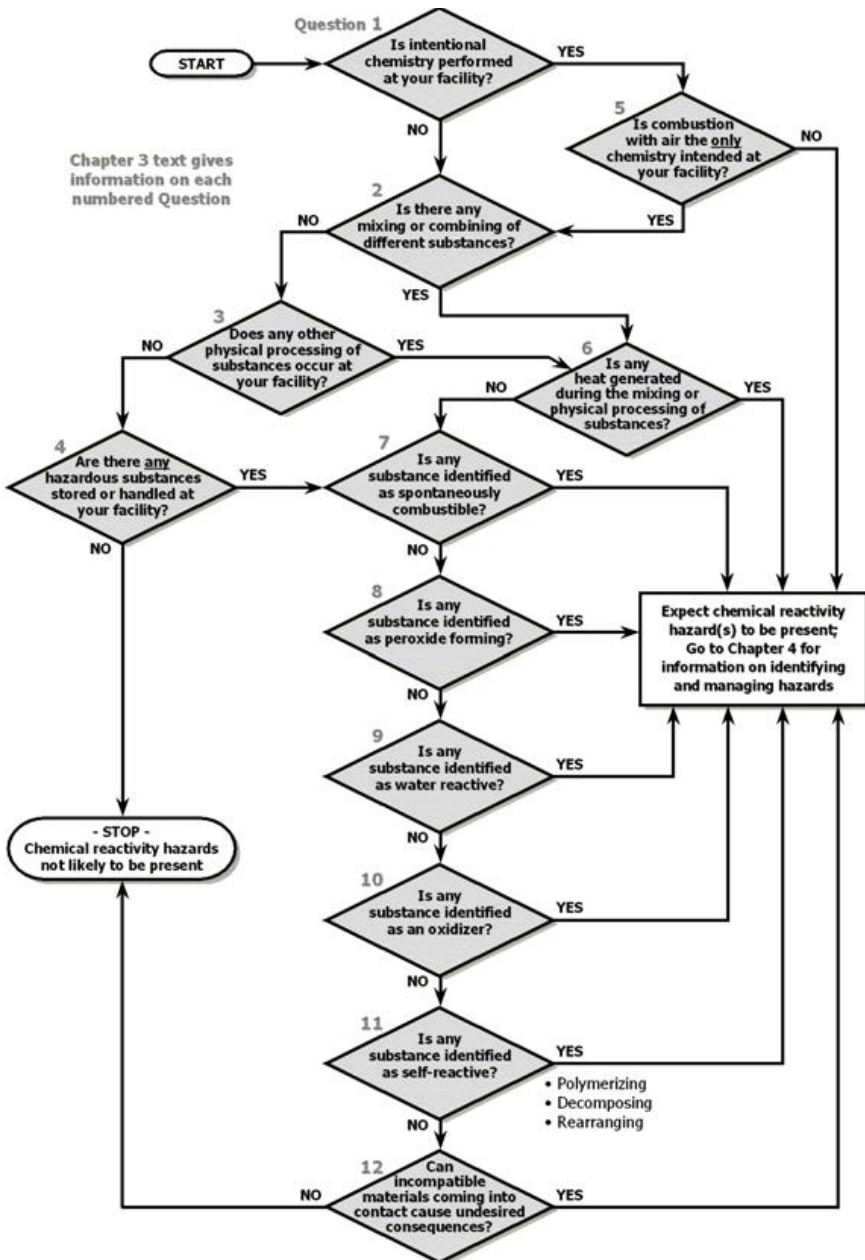 Question 1
Is intentional
chemistry performed
at your facility?
YES
START
NO
5
Is combustion
with air the only
chemistry intended at
your facility?
NO
YES
Chapter 3 text gives
information on each
numbered Question
2
Is there any
mixing or combining of
different substances?
NO
YES
3
Does any other
physical processing of
substances occur at
your facility?
NO
YES
6
Is any
heat generated
during the mixing or
physical processing of
substances?
NO
YES
4
Are there any
hazardous substances
stored or handled at
your facility?
YES
NO
7
Is any
substance identified
as spontaneously
combustible?
YES
NO
8
Is any
substance identified
as peroxide forming?
YES
NO
Expect chemical reactivity
hazard(s) to be present;
Go to Chapter 4 for
information on identifying
and managing hazards
9
Is any
substance identified
as water reactive?
YES
NO
- STOP -
Chemical reactivity hazards
not likely to be present
10
Is any
substance identified
as an oxidizer?
YES
NO
11
Is any
substance identified
as self-reactive?
YES
• Polymerizing
• Decomposing
• Rearranging
NO
12
Can
incompatible
materials coming into
contact cause undesired
consequences?
NO
YES